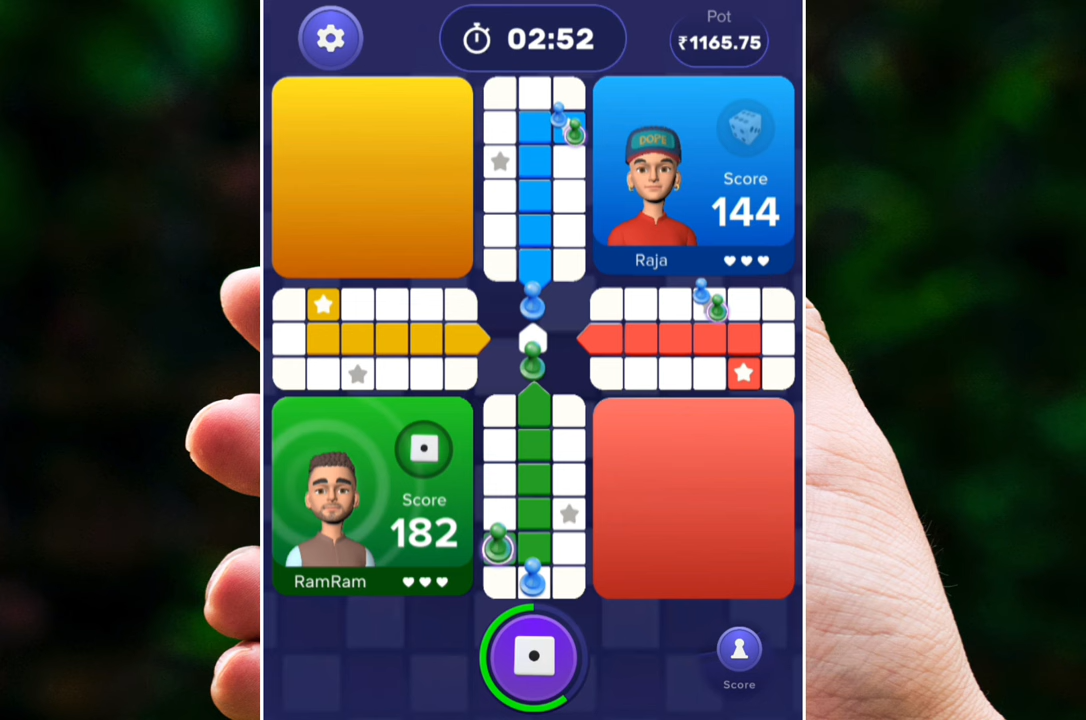 Pot
02:52
₹1165.75
DOPE
Score
144
Raja
Score
182
RamRam
Score